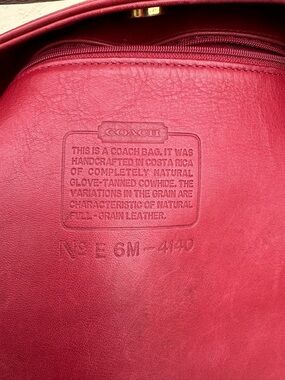 COACH
THIS IS A COACH BAG. IT WAS
HANDCRAFTED IN COSTA RICA
OF COMPLETELY NATURAL
GLOVE-TANNED COWHIDE. THE
VARIATIONS IN THE GRAIN ARE
CHARACTERISTIC OF NATURAL
FULL-GRAIN LEATHER.
Nº E 6M-4140